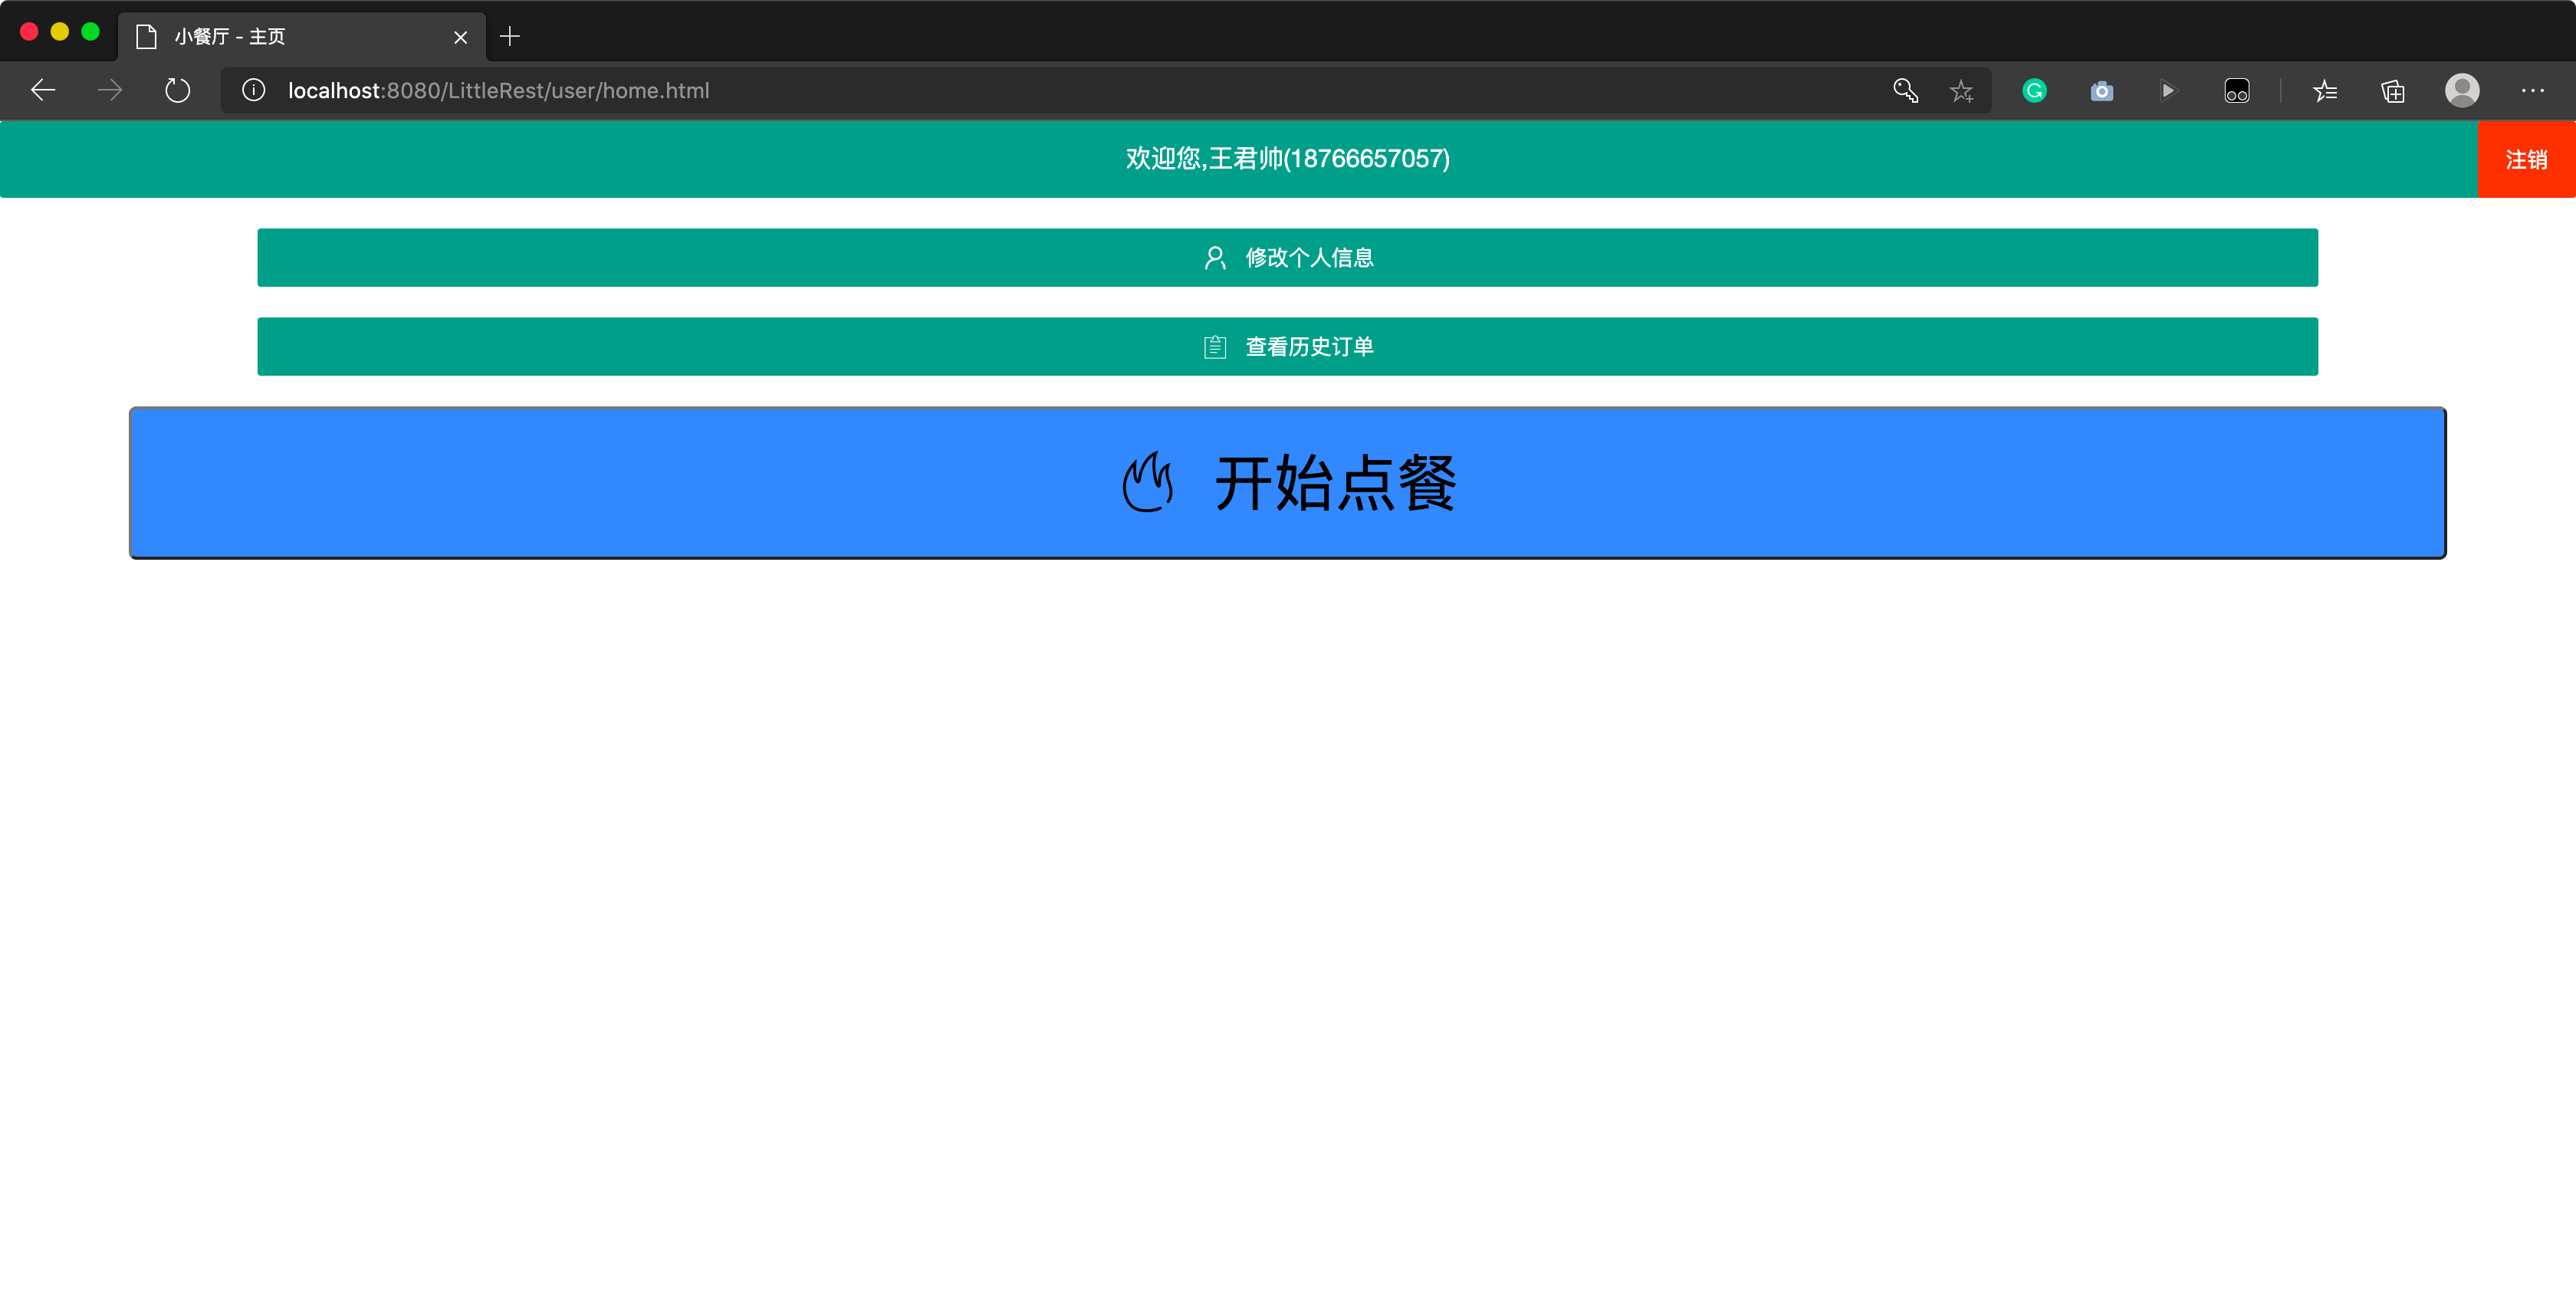 小餐厅 - 主页
localhost:8080/LittleRest/user/home.html
欢迎您,王君帅(18766657057)
注销
修改个人信息
查看历史订单
开始点餐